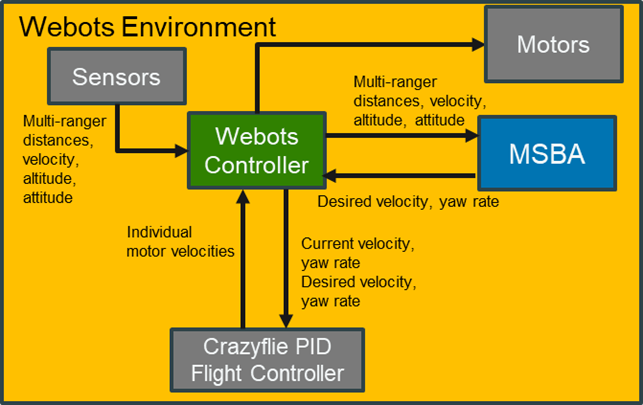 Webots Environment
Motors
Sensors
Multi-ranger
distances, velocity,
altitude, attitude
Multi-ranger
distances,
velocity,
altitude,
attitude
Webots
Controller
MSBA
Desired velocity, yaw rate
Individual
motor velocities
Current velocity,
yaw rate
Desired velocity,
yaw rate
Crazyflie PID
Flight Controller